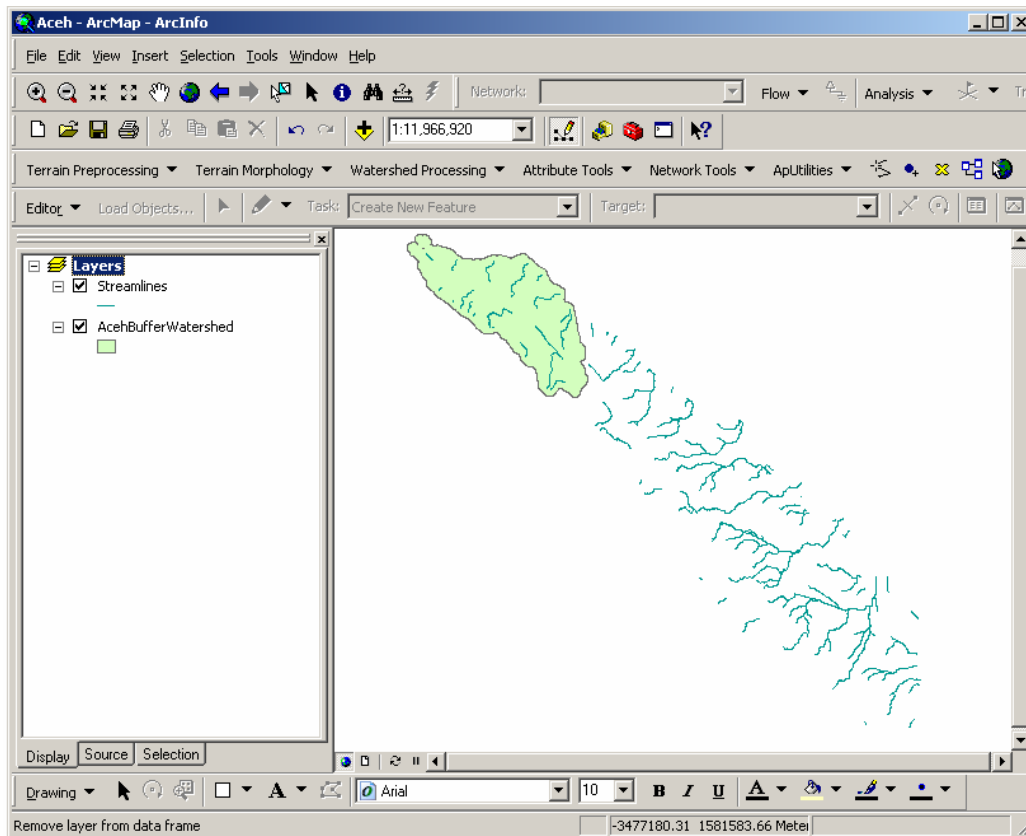 Aceh - ArcMap - ArcInfo
File Edit View Insert Selection Tools Window Help
Network: Flow Analysis
1:11,966,920
Terrain Preprocessing Terrain Morphology Watershed Processing Attribute Tools Network Tools ApUtilities
Editor Load Objects... Task: Create New Feature Target:
Layers
Streamlines
AcehBufferWatershed
Display Source Selection
Drawing A Arial 10 B I U A
Remove layer from data frame -3477180.31 1581583.66 Meter